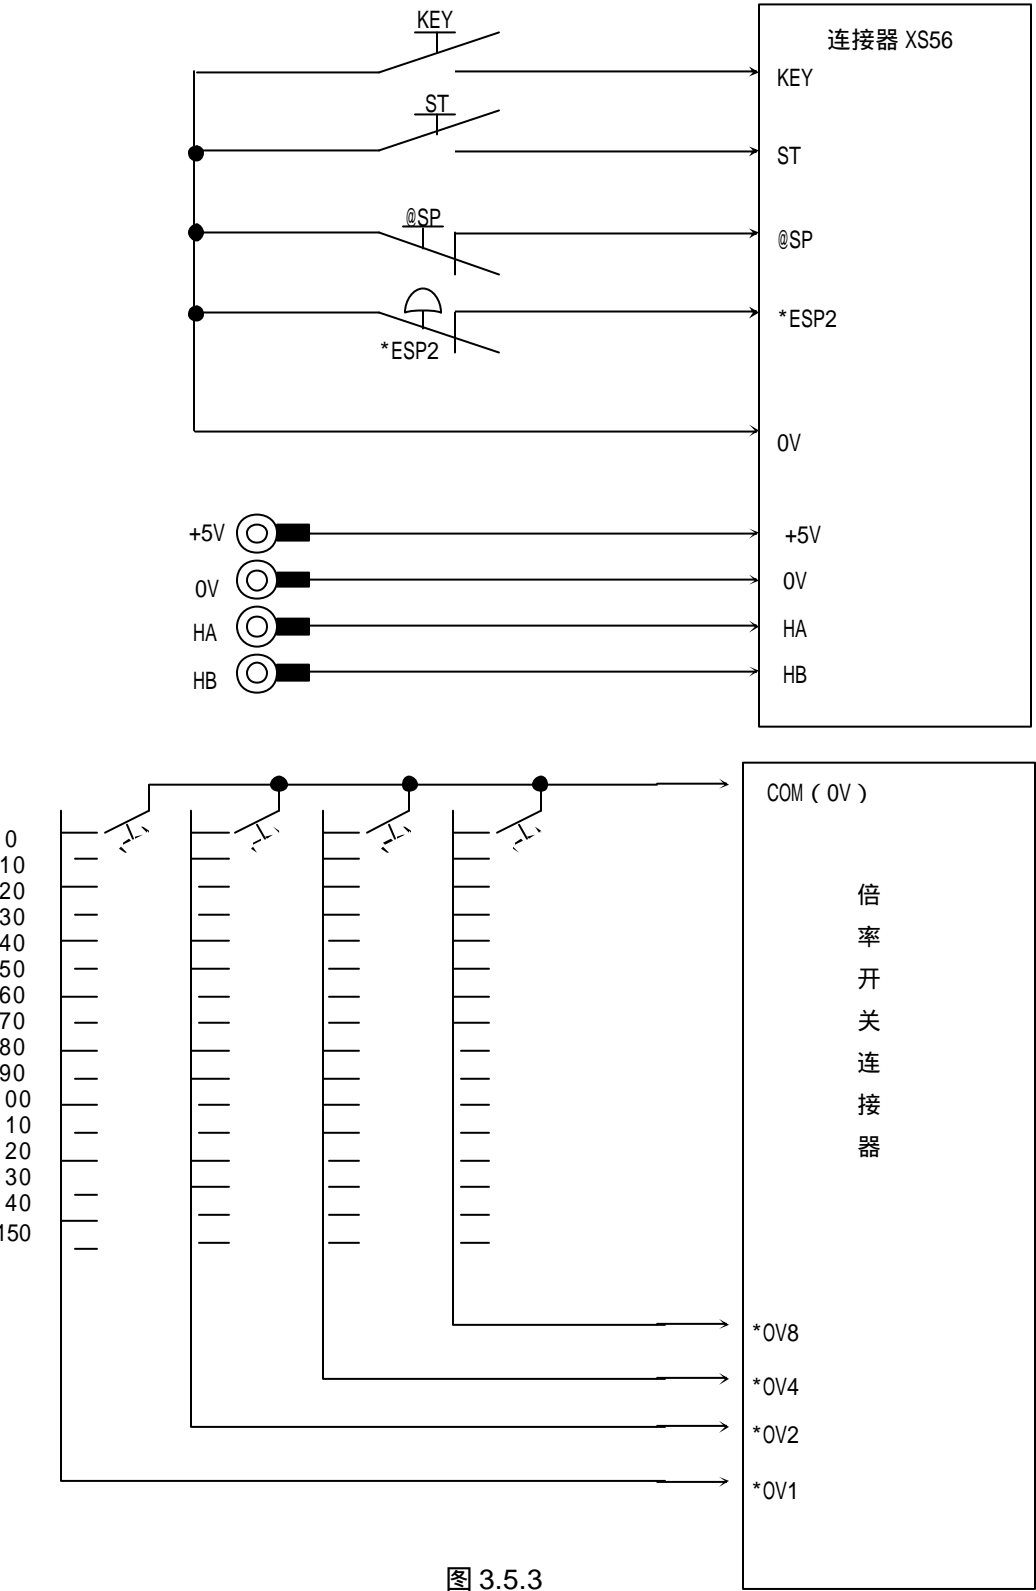 KEY
连接器 XS56
KEY
ST
ST
@SP
@SP
*ESP2
*ESP2
0V
+5V
+5V
0V
0V
HA
HA
HB
HB
COM（0V）
0
10
20
30
40
50
60
70
80
90
00
10
20
30
40
150
倍
率
开
关
连
接
器
*OV8
*OV4
*OV2
*OV1
图 3.5.3